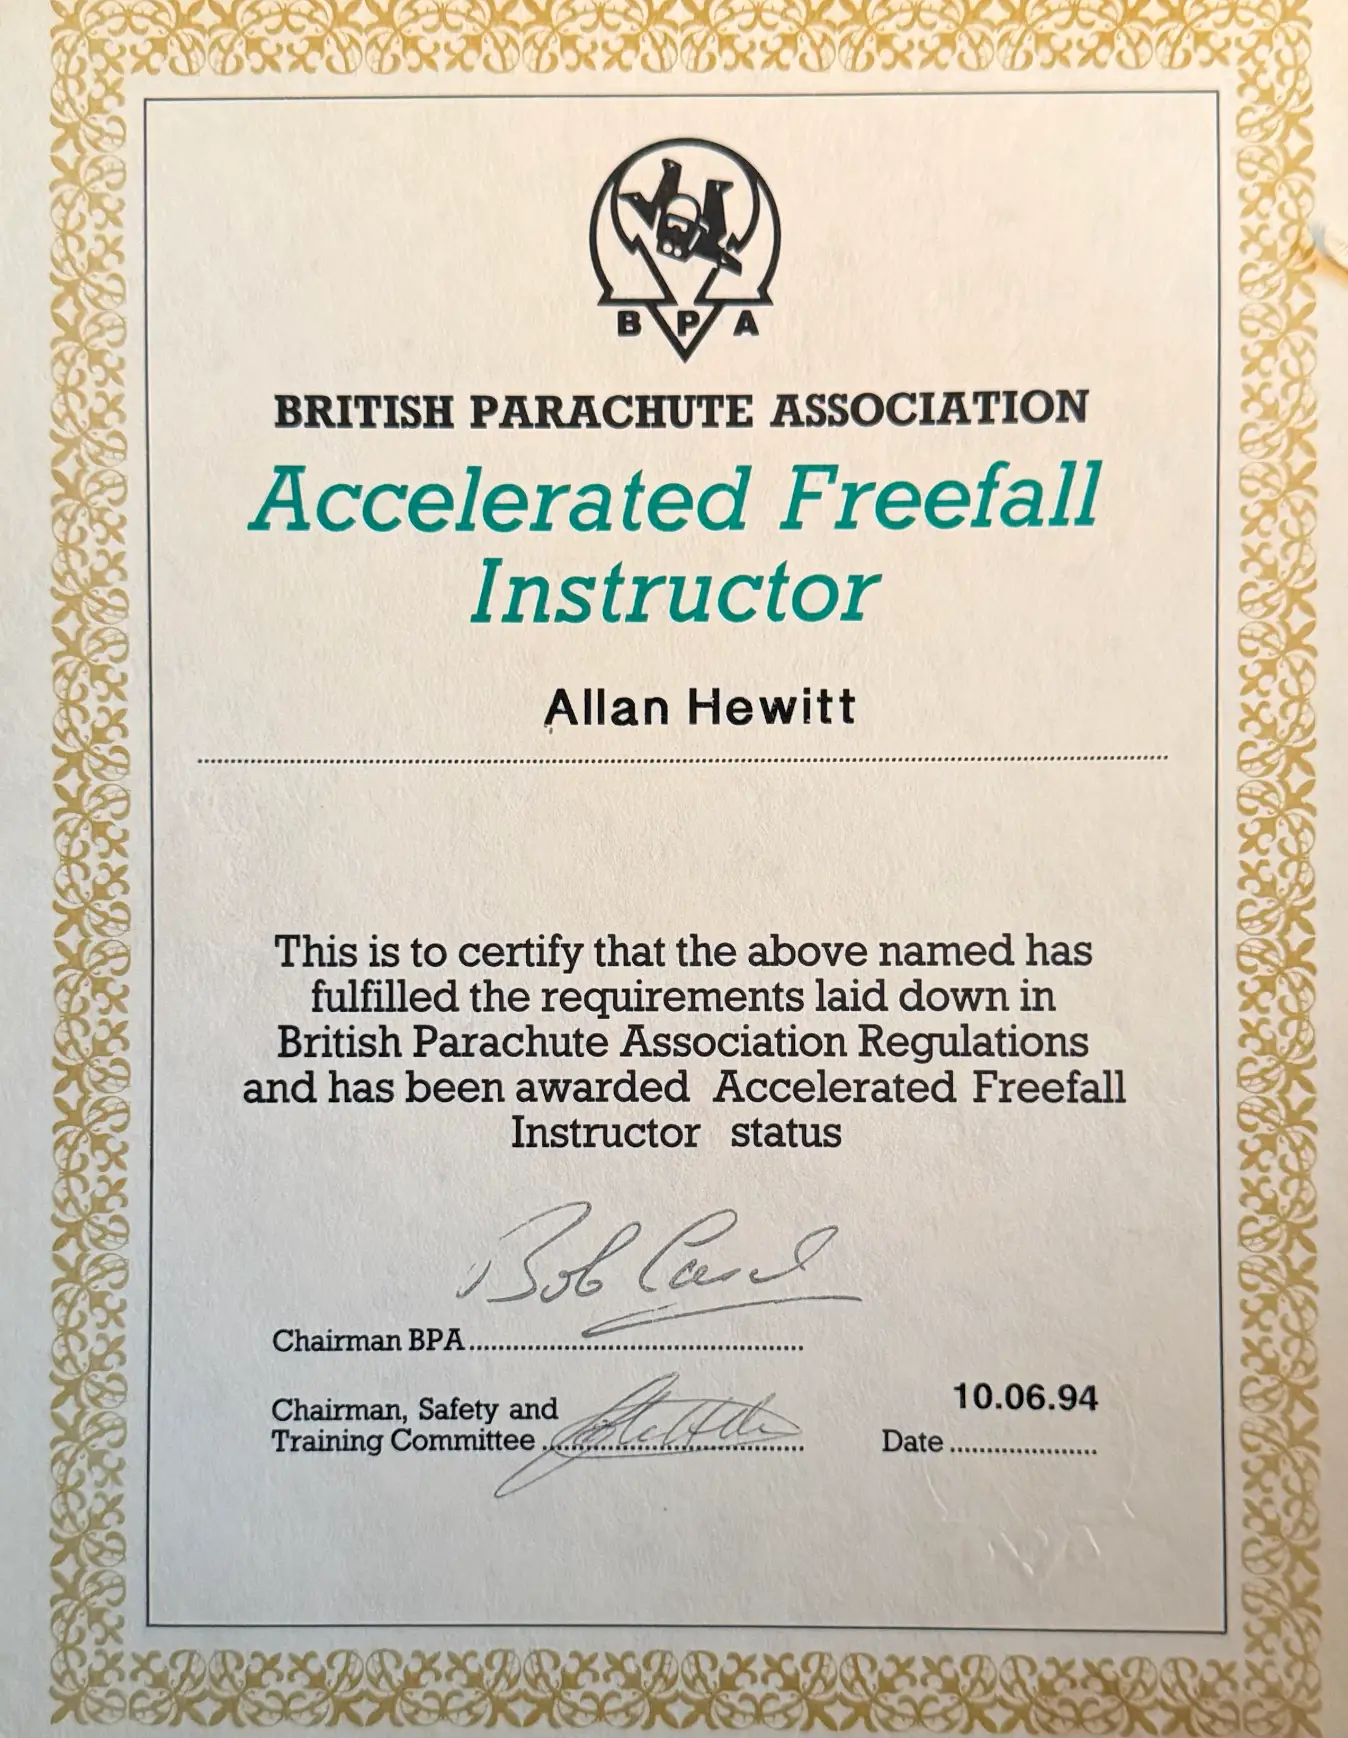 B P A
BRITISH PARACHUTE ASSOCIATION
Accelerated Freefall
Instructor
Allan Hewitt
This is to certify that the above named has
fulfilled the requirements laid down in
British Parachute Association Regulations
and has been awarded Accelerated Freefall
Instructor status
Bob
Chairman BPA
Chairman, Safety and
Training Committee
10.06.94
Date